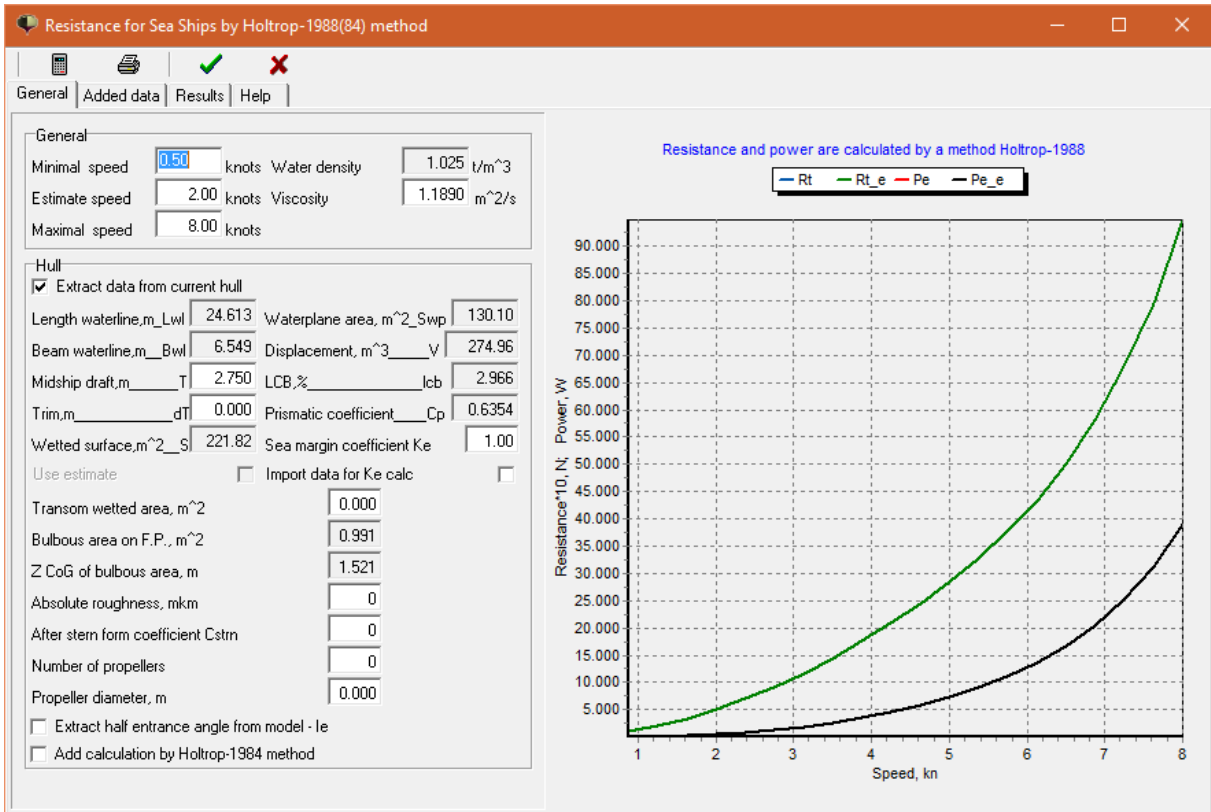 Resistance for Sea Ships by Holtrop-1988(84) method
General Added data Results Help
General
Minimal speed 0.50 knots Water density 1.025 t/m^3
Estimate speed 2.00 knots Viscosity 1.1890 m^2/s
Maximal speed 8.00 knots
Hull
Extract data from current hull
Length waterline,m_Lwl 24.613 Waterplane area, m^2_Swp 130.10
Beam waterline,m__Bwl 6.549 Displacement, m^3_____V 274.96
Midship draft,m______T 2.750 LCB,%______________lcb 2.966
Trim,m____________dT 0.000 Prismatic coefficient____Cp 0.6354
Wetted surface,m^2__S 221.82 Sea margin coefficient Ke 1.00
Use estimate Import data for Ke calc
Transom wetted area, m^2 0.000
Bulbous area on F.P., m^2 0.991
Z CoG of bulbous area, m 1.521
Absolute roughness, mkm 0
After stern form coefficient Cstrn 0
Number of propellers 0
Propeller diameter, m 0.000
Extract half entrance angle from model - Ie
Add calculation by Holtrop-1984 method
Resistance and power are calculated by a method Holtrop-1988
Rt Rt_e Pe Pe_e
Resistance*10, N; Power, W
90.000
85.000
80.000
75.000
70.000
65.000
60.000
55.000
50.000
45.000
40.000
35.000
30.000
25.000
20.000
15.000
10.000
5.000
1 2 3 4 5 6 7 8
Speed, kn